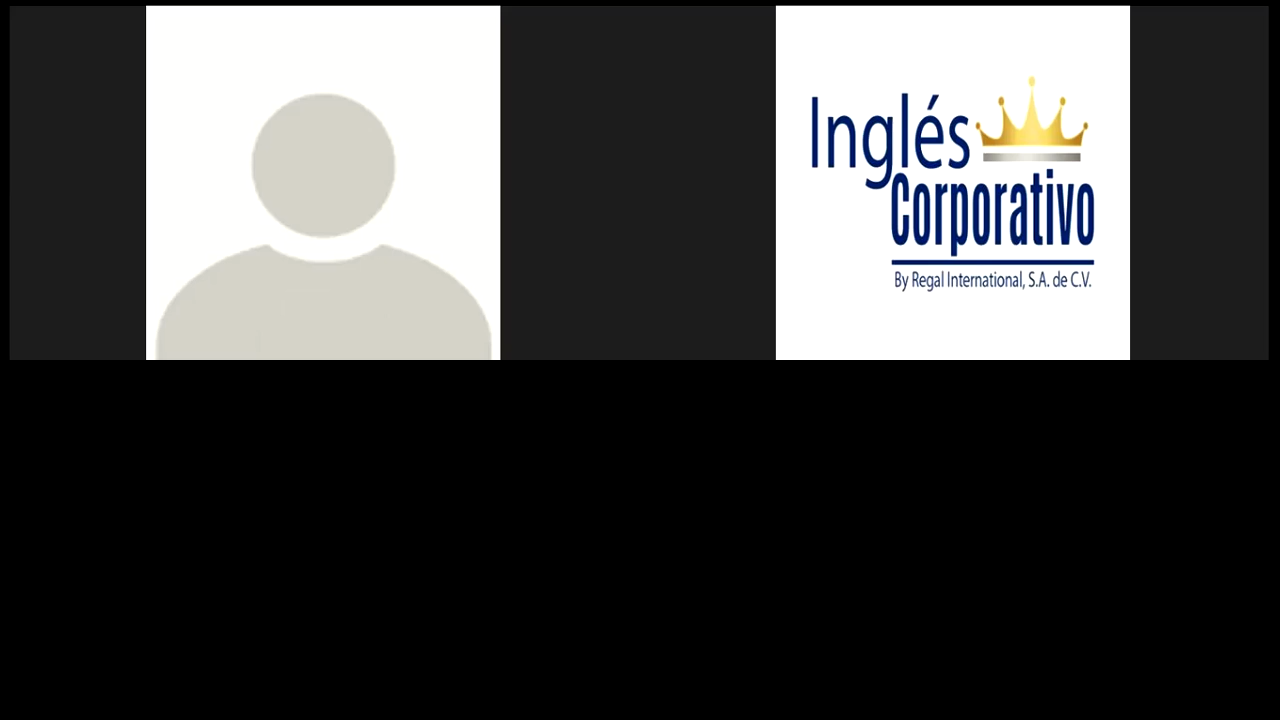 Inglés
Corporativo
By Regal International, S.A. de C.V.